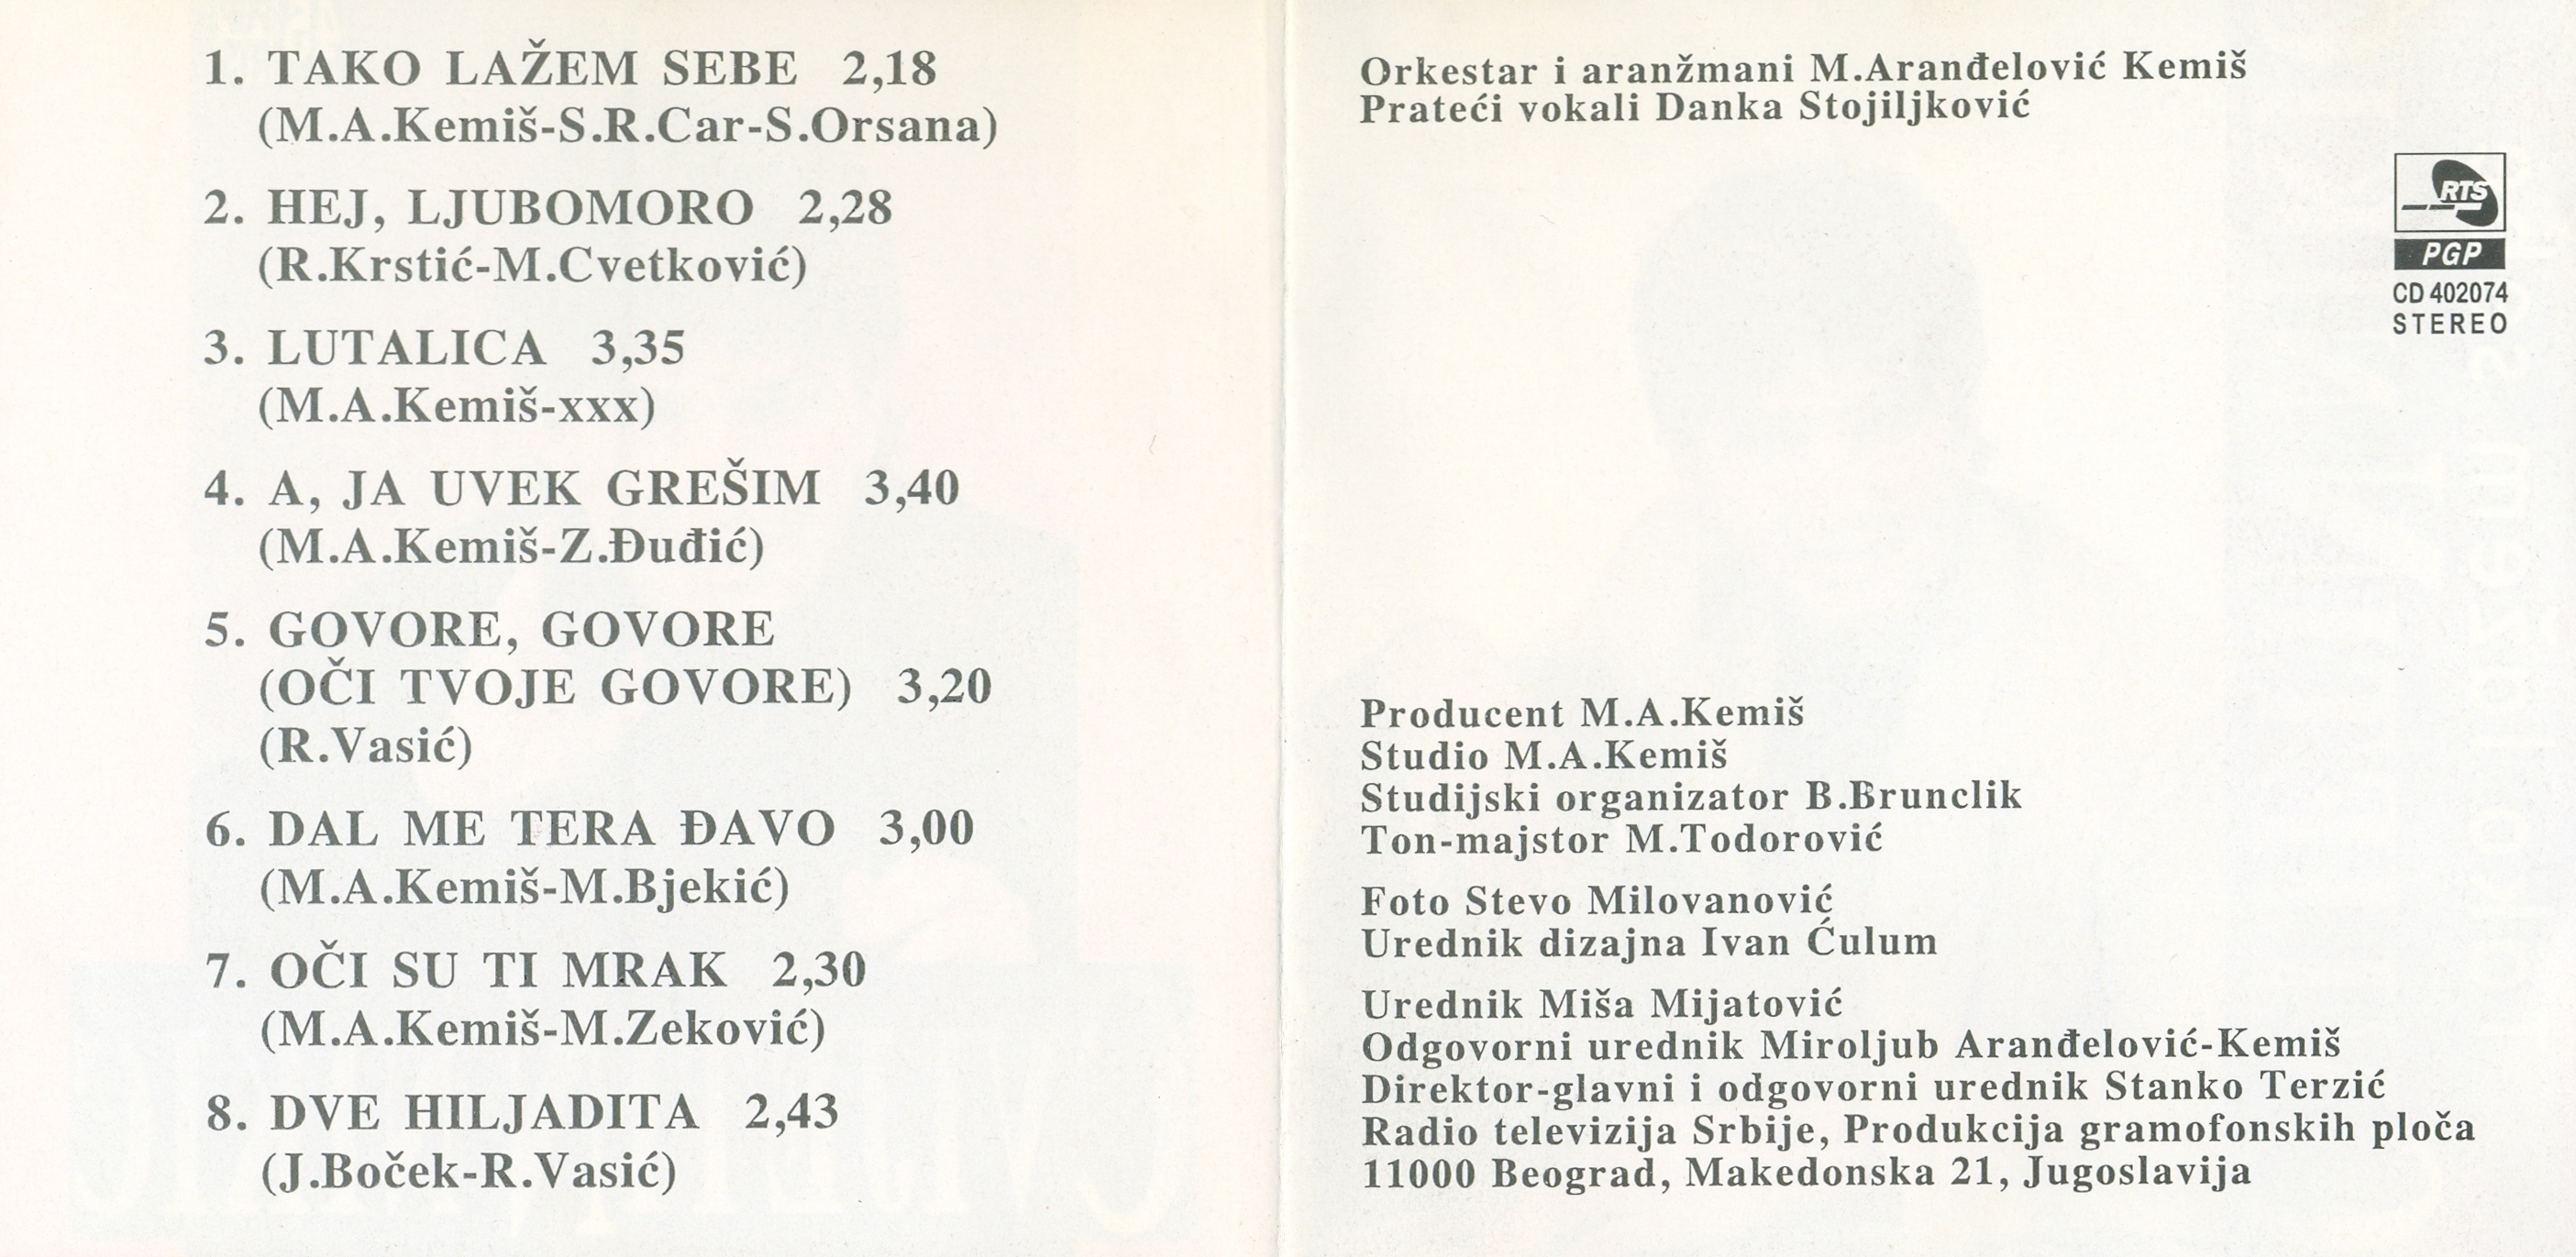 1. TAKO LAŽEM SEBE 2,18
(M.A.Kemiš-S.R.Car-S.Orsana)
2. HEJ, LJUBOMORO 2,28
(R.Krstić-M.Cvetković)
3. LUTALICA 3,35
(M.A.Kemiš-xxx)
4. A, JA UVEK GREŠIM 3,40
(M.A.Kemiš-Z.Đuđić)
5. GOVORE, GOVORE
(OČI TVOJE GOVORE) 3,20
(R.Vasić)
6. DAL ME TERA ĐAVO 3,00
(M.A.Kemiš-M.Bjekić)
7. OČI SU TI MRAK 2,30
(M.A.Kemiš-M.Zeković)
8. DVE HILJADITA 2,43
(J.Boček-R.Vasić)
Orkestar i aranžmani M.Aranđelović Kemiš
Prateći vokali Danka Stojiljković
RTS
PGP
CD 402074
STEREO
Producent M.A.Kemiš
Studio M.A.Kemiš
Studijski organizator B.Brunclik
Ton-majstor M.Todorović
Foto Stevo Milovanović
Urednik dizajna Ivan Ćulum
Urednik Miša Mijatović
Odgovorni urednik Miroljub Aranđelović-Kemiš
Direktor-glavni i odgovorni urednik Stanko Terzić
Radio televizija Srbije, Produkcija gramofonskih ploča
11000 Beograd, Makedonska 21, Jugoslavija